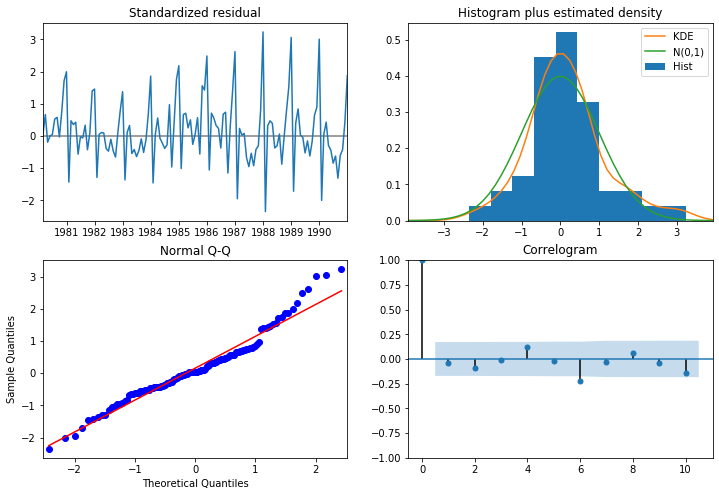 Standardized residual
3
2
1
0
−1
−2
1981 1982 1983 1984 1985 1986 1987 1988 1989 1990
Histogram plus estimated density
KDE
N(0,1)
Hist
0.5
0.4
0.3
0.2
0.1
0.0
−3 −2 −1 0 1 2 3
Normal Q-Q
Sample Quantiles
3
2
1
0
−1
−2
−2 −1 0 1 2
Theoretical Quantiles
Correlogram
1.00
0.75
0.50
0.25
0.00
−0.25
−0.50
−0.75
−1.00
0 2 4 6 8 10